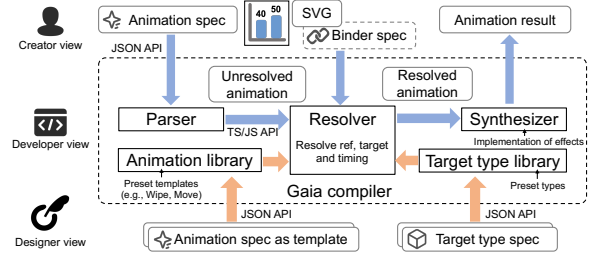 Animation spec
40
50
SVG
Binder spec
Animation result
Creator view
JSON API
Unresolved
animation
Resolved
animation
Parser
TS/JS API
Resolver
Resolve ref, target
and timing
Synthesizer
Implementation of effects
Developer view
Animation library
Target type library
Preset templates
(e.g., Wipe, Move)
Preset types
Gaia compiler
JSON API
JSON API
Animation spec as template
Target type spec
Designer view